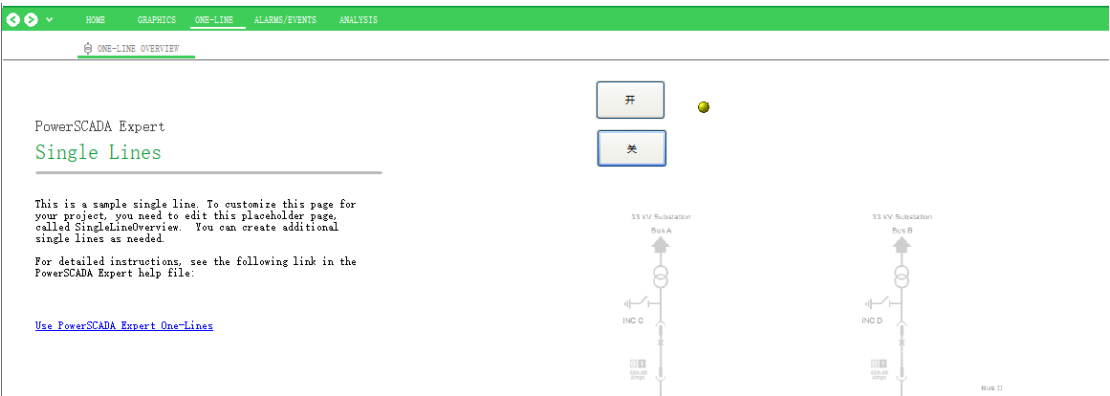 HOME GRAPHICS ONE-LINE ALARMS/EVENTS ANALYSIS
ONE-LINE OVERVIEW
开
关
PowerSCADA Expert
Single Lines
This is a sample single line. To customize this page for
your project, you need to edit this placeholder page,
called SingleLineOverview. You can create additional
single lines as needed.
For detailed instructions, see the following link in the
PowerSCADA Expert help file:
Use PowerSCADA Expert One-Lines
33 kV Substation
Bus A
INC C
Amps
33 kV Substation
Bus B
INC D
Amps